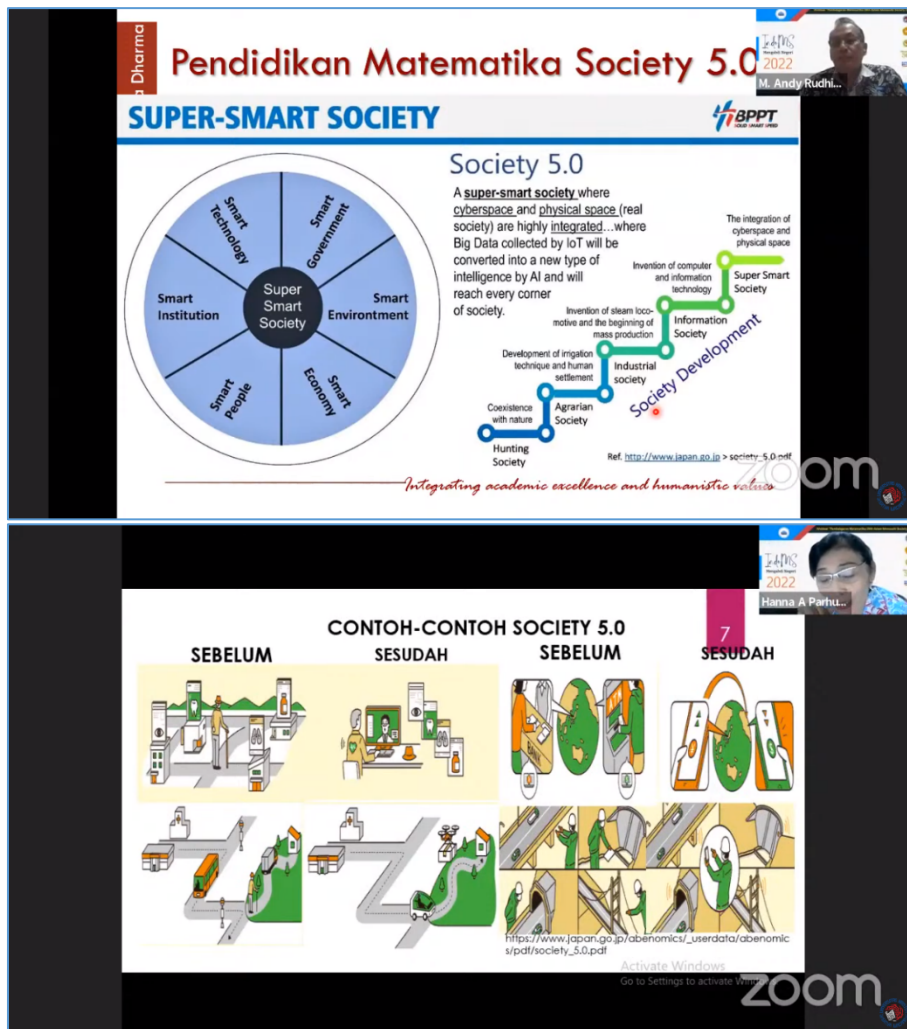 a Dharma
Pendidikan Matematika Society 5.0
IndoMS
2022
M. Andy Rudhi...
SUPER-SMART SOCIETY
BPPT
SOLID SMART SPEED
Smart Technology
Smart Government
Smart Institution
Super
Smart
Society
Smart Environtment
Smart People
Smart Economy
Society 5.0
A super-smart society where
cyberspace and physical space (real
society) are highly integrated...where
Big Data collected by IoT will be
converted into a new type of
intelligence by AI and will
reach every corner
of society.
The integration of
cyberspace and
physical space
Super Smart
Society
Invention of computer
and information
technology
Information
Society
Invention of steam loco-
motive and the beginning of
mass production
Industrial
society
Development of irrigation
technique and human
settlement
Agrarian
Society
Coexistence
with nature
Hunting
Society
Society Development
Ref. http://www.japan.go.jp > society_5.0.pdf
zoom
Integrating academic excellence and humanistic values
IndoMS
2022
Hanna A Parhu...
7
CONTOH-CONTOH SOCIETY 5.0
SEBELUM
SESUDAH
SEBELUM
SESUDAH
https://www.japan.go.jp/abenomics/_userdata/abenomic
s/pdf/society_5.0.pdf
Activate Windows
Go to Settings to activate Windo
zoom